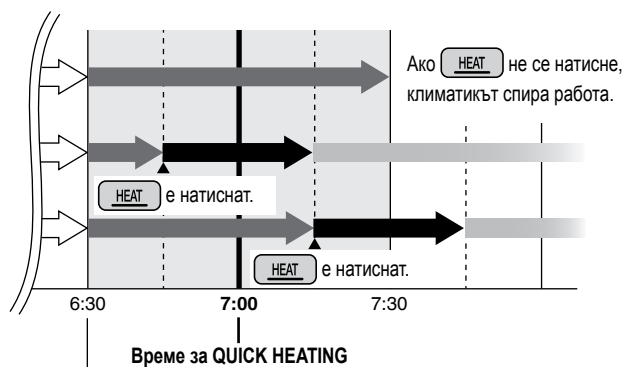 Ако HEAT не се натисне,
климатикът спира работа.
HEAT е натиснат.
HEAT е натиснат.
6:30 7:00 7:30
Време за QUICK HEATING